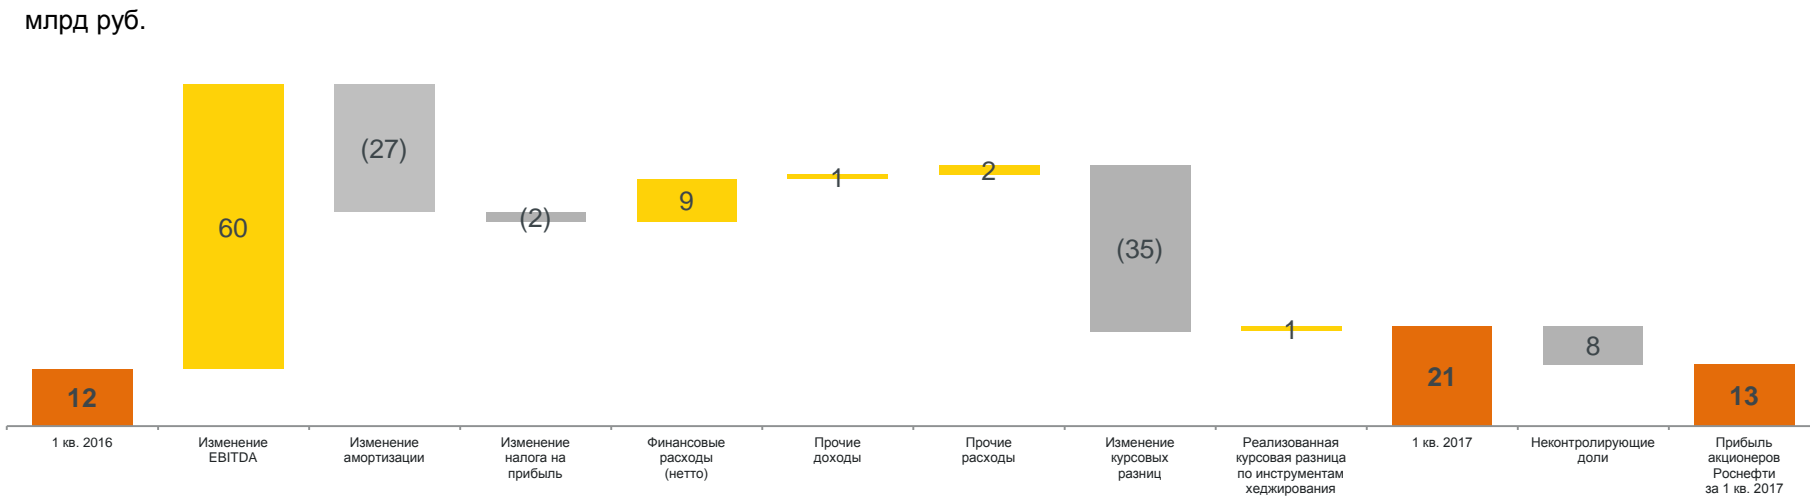 млрд руб.
12
60
(27)
(2)
9
1
2
(35)
1
21
8
13
1 кв. 2016
Изменение
EBITDA
Изменение
амортизации
Изменение
налога на
прибыль
Финансовые
расходы
(нетто)
Прочие
доходы
Прочие
расходы
Изменение
курсовых
разниц
Реализованная
курсовая разница
по инструментам
хеджирования
1 кв. 2017
Неконтролирующие
доли
Прибыль
акционеров
Роснефти
за 1 кв. 2017